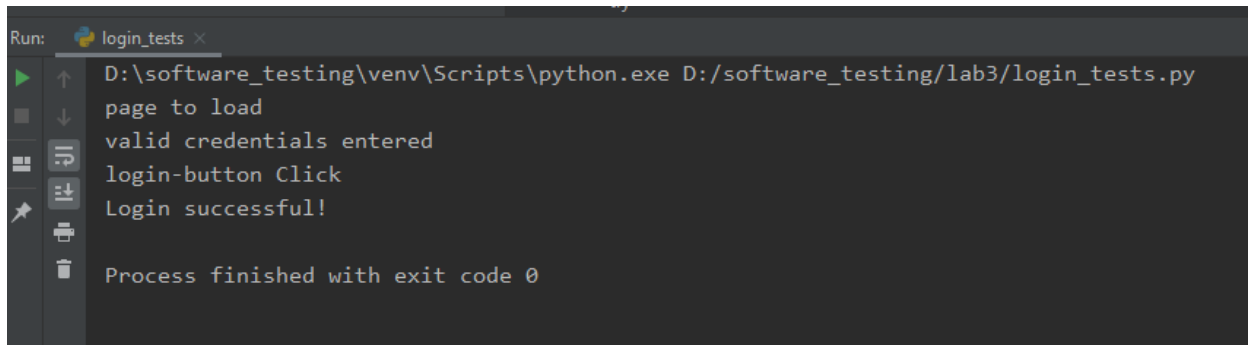 Run: login_tests
D:\software_testing\venv\Scripts\python.exe D:/software_testing/lab3/login_tests.py
page to load
valid credentials entered
login-button Click
Login successful!
Process finished with exit code 0